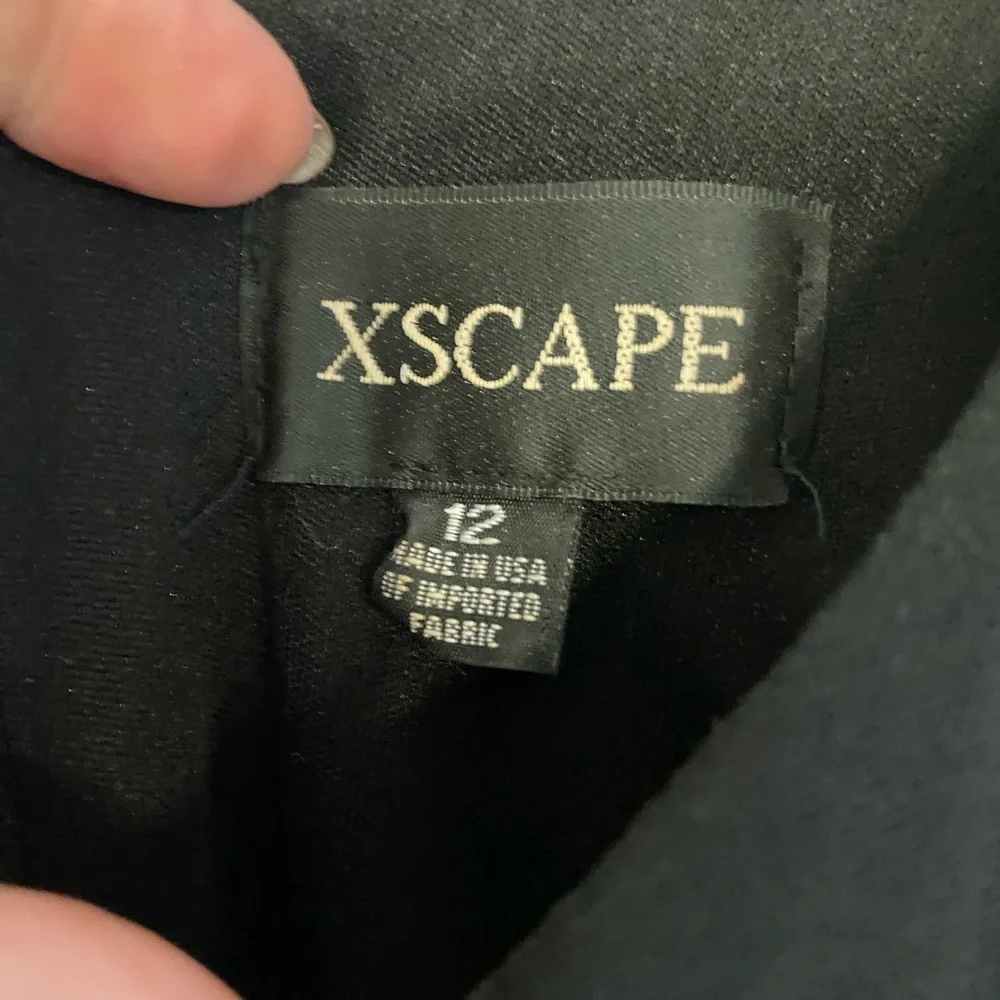 XSCAPE
12
MADE IN USA
OF IMPORTED
FABRIC